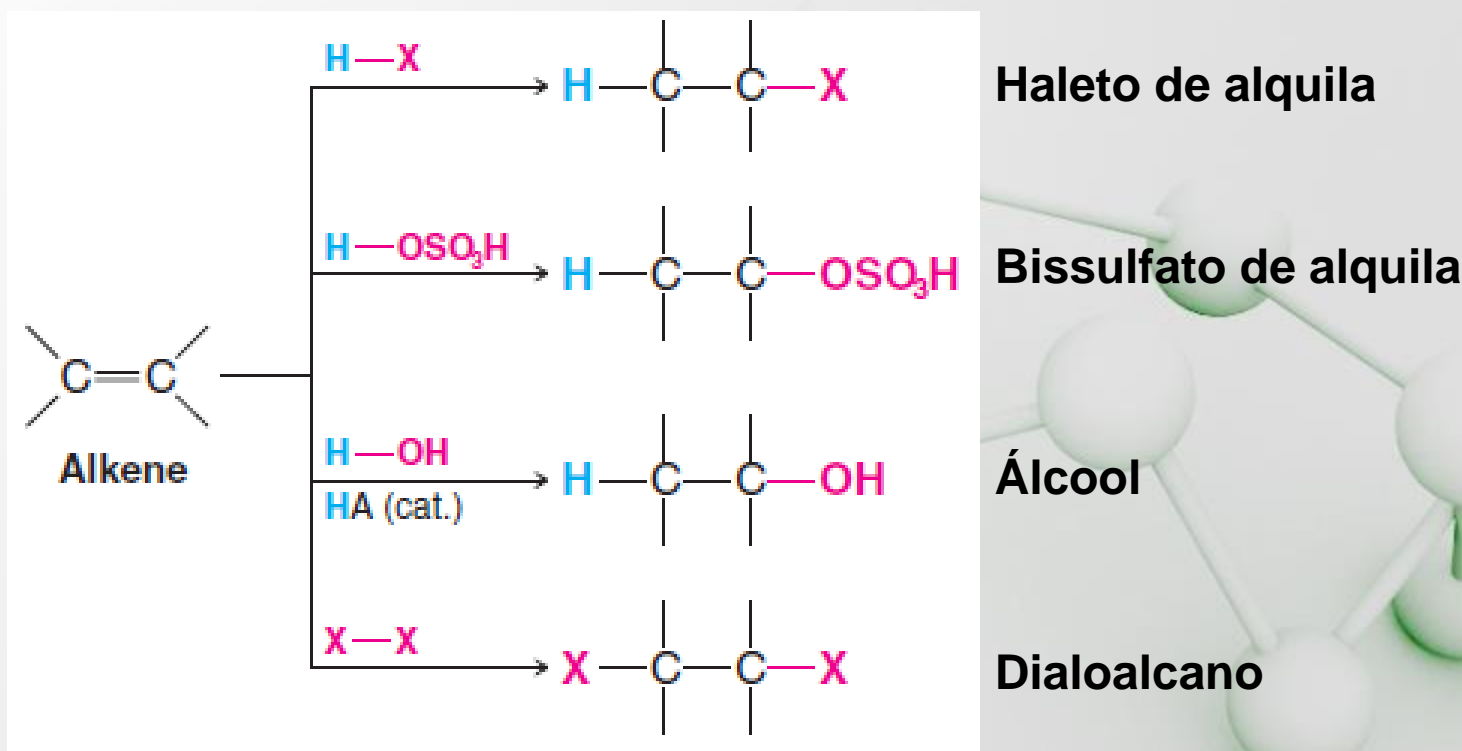 H—X
H—C—C—X
Haleto de alquila
H—OSO₃H
H—C—C—OSO₃H
Bissulfato de alquila
C=C
Alkene
H—OH
HA (cat.)
H—C—C—OH
Álcool
X—X
X—C—C—X
Dialoalcano